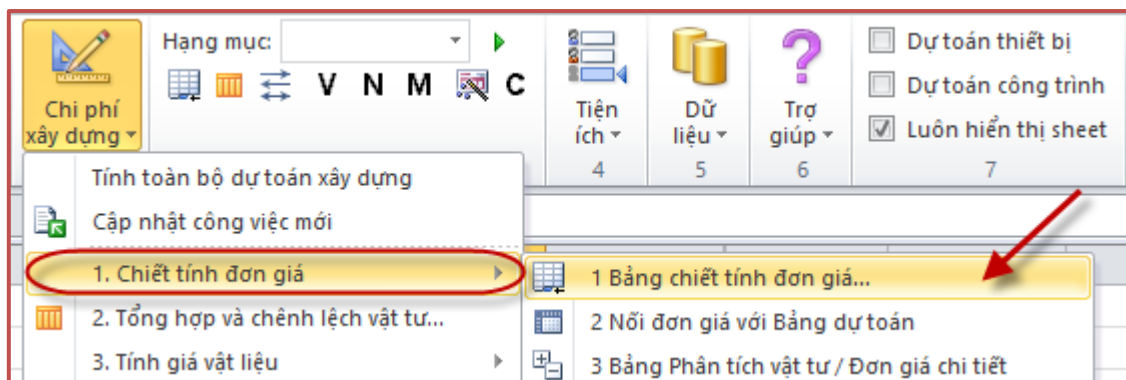 Hạng mục:
V N M C
Chi phí
xây dựng
Tiện
ích
4
Dữ
liệu
5
Trợ
giúp
6
Dự toán thiết bị
Dự toán công trình
Luôn hiển thị sheet
7
Tính toàn bộ dự toán xây dựng
Cập nhật công việc mới
1. Chiết tính đơn giá
2. Tổng hợp và chênh lệch vật tư...
3. Tính giá vật liệu
1 Bảng chiết tính đơn giá...
2 Nối đơn giá với Bảng dự toán
3 Bảng Phân tích vật tư / Đơn giá chi tiết